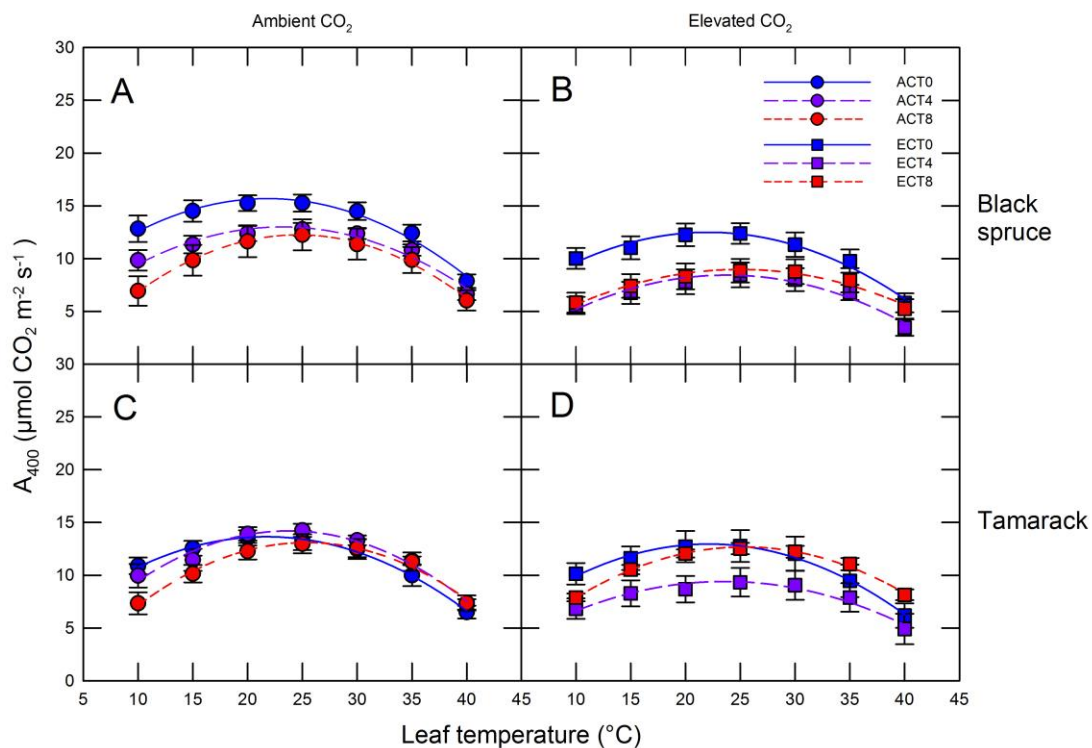 Ambient CO2
Elevated CO2
30
25
20
15
10
5
30
25
20
15
10
5
0
A
B
C
D
ACT0
ACT4
ACT8
ECT0
ECT4
ECT8
Black
spruce
Tamarack
A400 (μmol CO2 m-2 s-1)
5 10 15 20 25 30 35 40 45 10 15 20 25 30 35 40 45
Leaf temperature (°C)